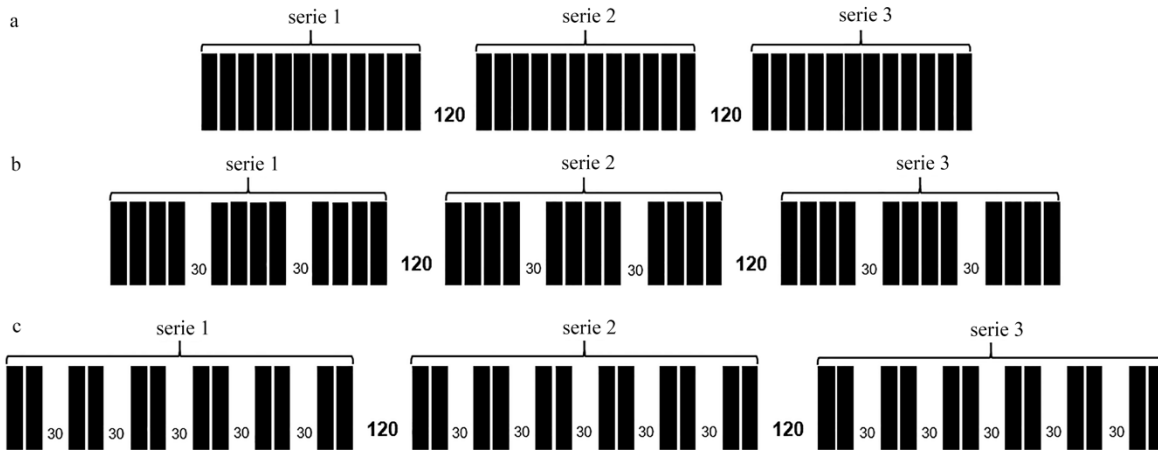 a
serie 1 serie 2 serie 3
120 120
b
serie 1 serie 2 serie 3
30 30 120 30 30 120 30 30
c
serie 1 serie 2 serie 3
30 30 30 30 30 120 30 30 30 30 30 120 30 30 30 30 30